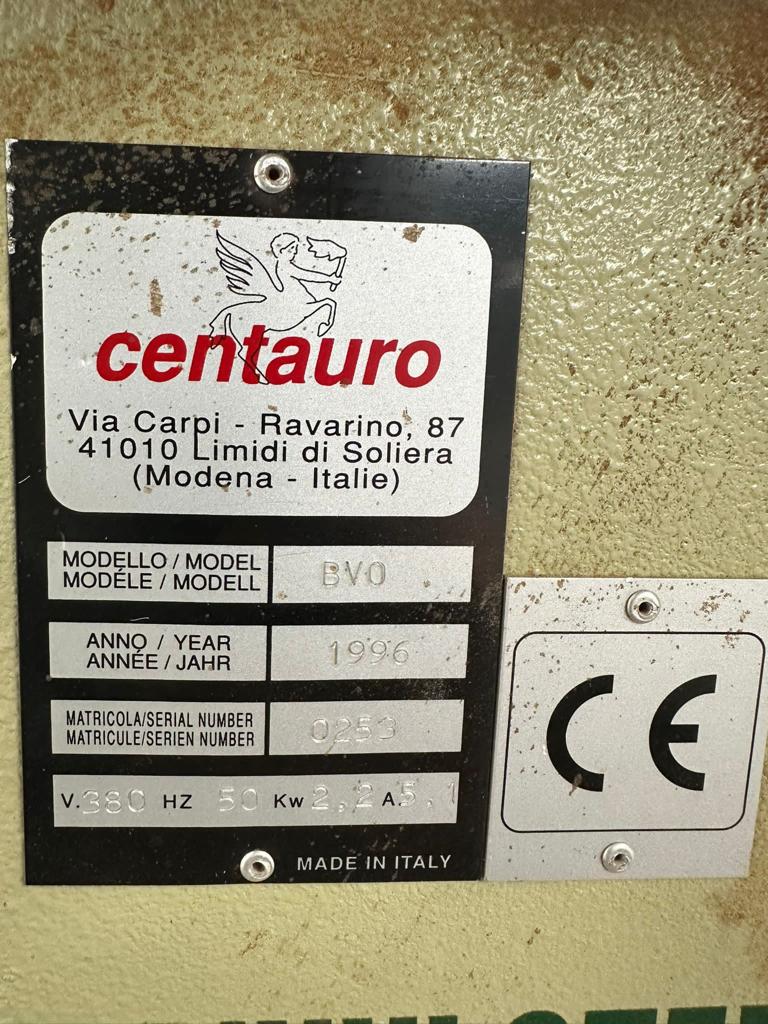 centauro
Via Carpi - Ravarino, 87
41010 Limidi di Soliera
(Modena - Italie)
MODELLO / MODEL
MODÉLE / MODELL
BVO
ANNO / YEAR
ANNÉE / JAHR
1996
MATRICOLA/SERIAL NUMBER
MATRICULE/SERIEN NUMBER
0253
V. 380 HZ 50 Kw 2,2 A. 5,1
MADE IN ITALY
CE